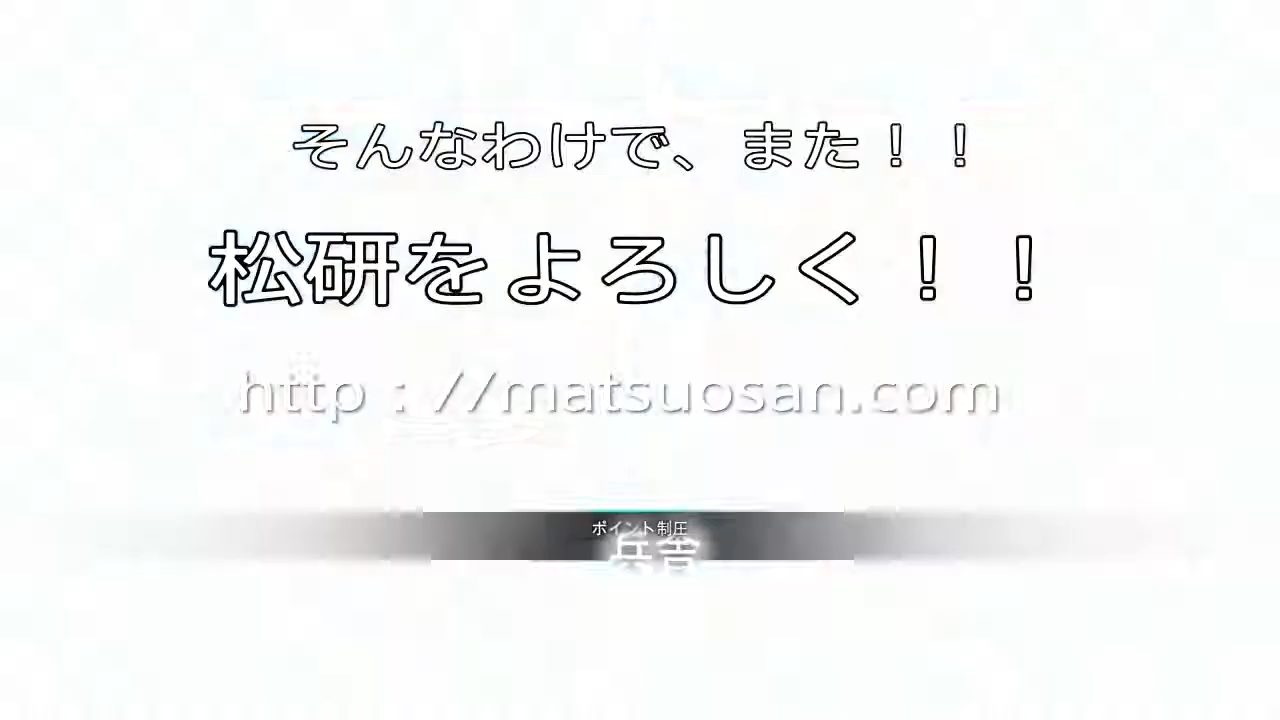 そんなわけで、また！！
松研をよろしく！！
http：//matsuosan.com
ポイント制圧
兵舎